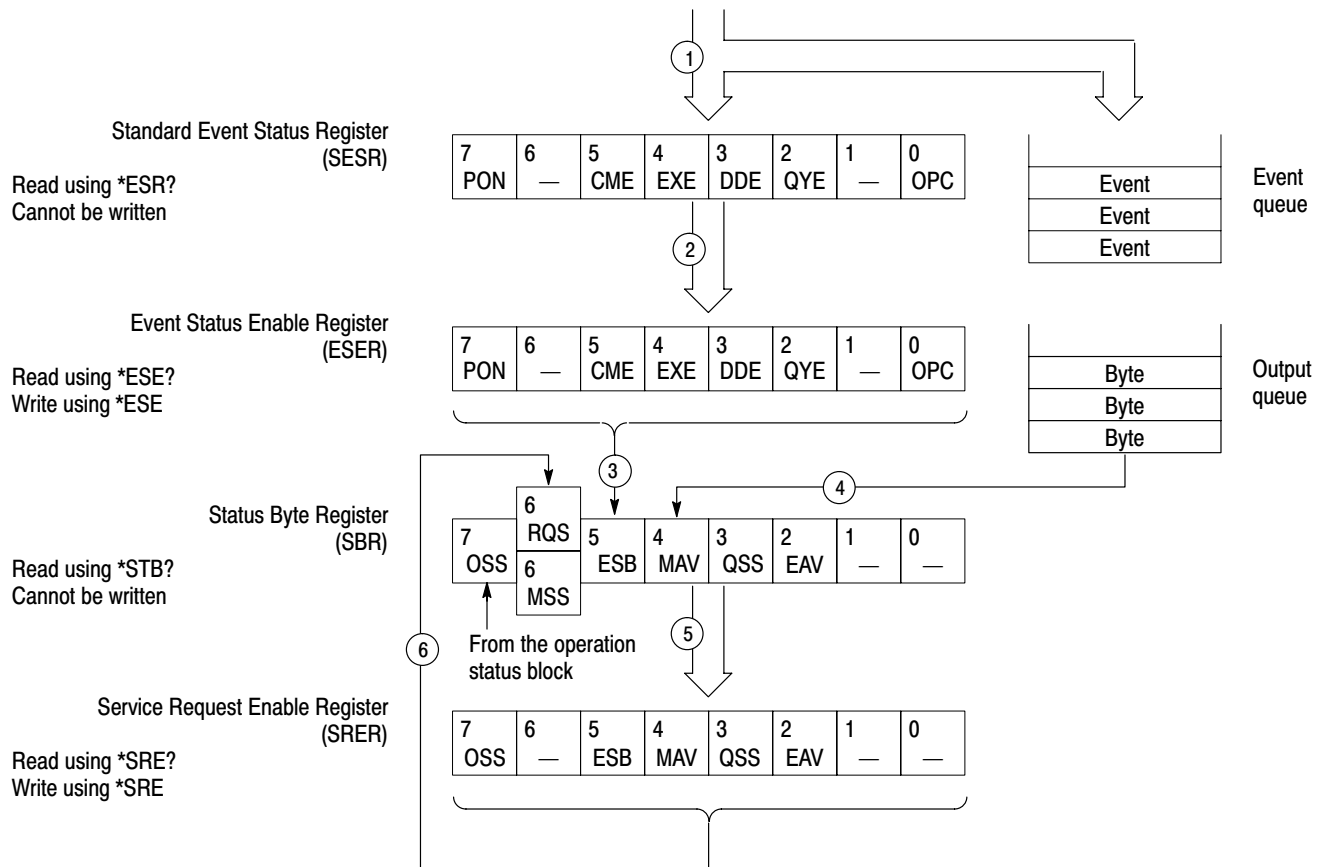 1
Standard Event Status Register
(SESR)
Read using *ESR?
Cannot be written
7 6 5 4 3 2 1 0
PON — CME EXE DDE QYE — OPC
Event
Event
Event
Event
queue
2
Event Status Enable Register
(ESER)
Read using *ESE?
Write using *ESE
7 6 5 4 3 2 1 0
PON — CME EXE DDE QYE — OPC
Byte
Byte
Byte
Output
queue
3
4
Status Byte Register
(SBR)
Read using *STB?
Cannot be written
6
RQS
7 5 4 3 2 1 0
OSS ESB MAV QSS EAV — —
6
MSS
From the operation
status block
5
6
Service Request Enable Register
(SRER)
Read using *SRE?
Write using *SRE
7 6 5 4 3 2 1 0
OSS — ESB MAV QSS EAV — —